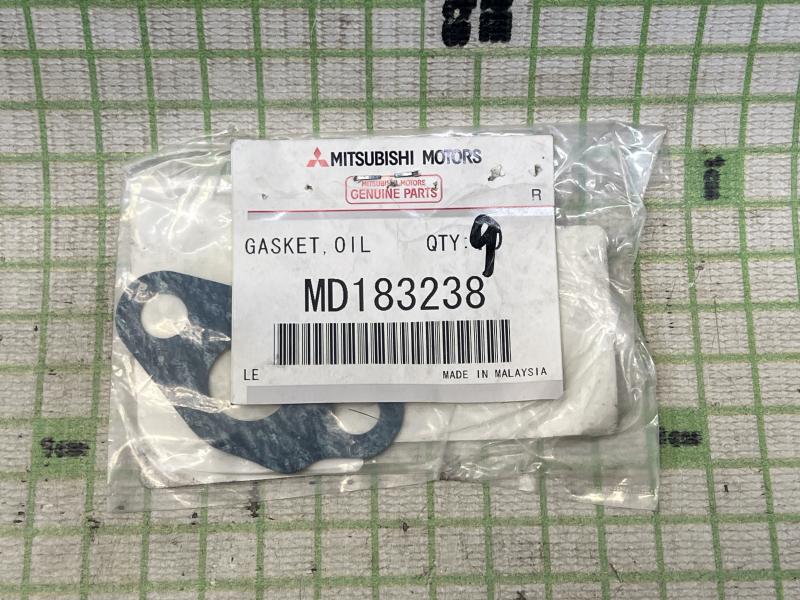 MITSUBISHI MOTORS
MITSUBISHI MOTORS
GENUINE PARTS
R
GASKET, OIL QTY: 9
MD183238
LE MADE IN MALAYSIA